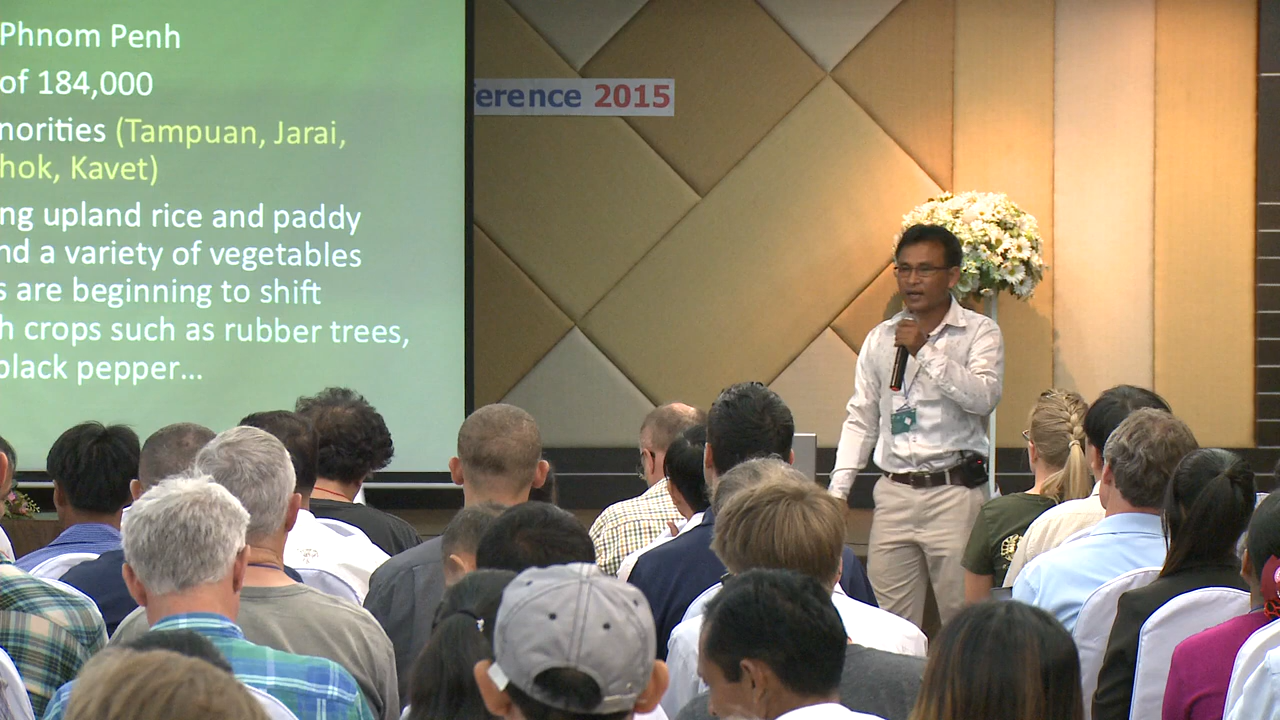 Phnom Penh
of 184,000
norities (Tampuan, Jarai,
hok, Kavet)
ng upland rice and paddy
nd a variety of vegetables
s are beginning to shift
h crops such as rubber trees,
black pepper...
ference 2015